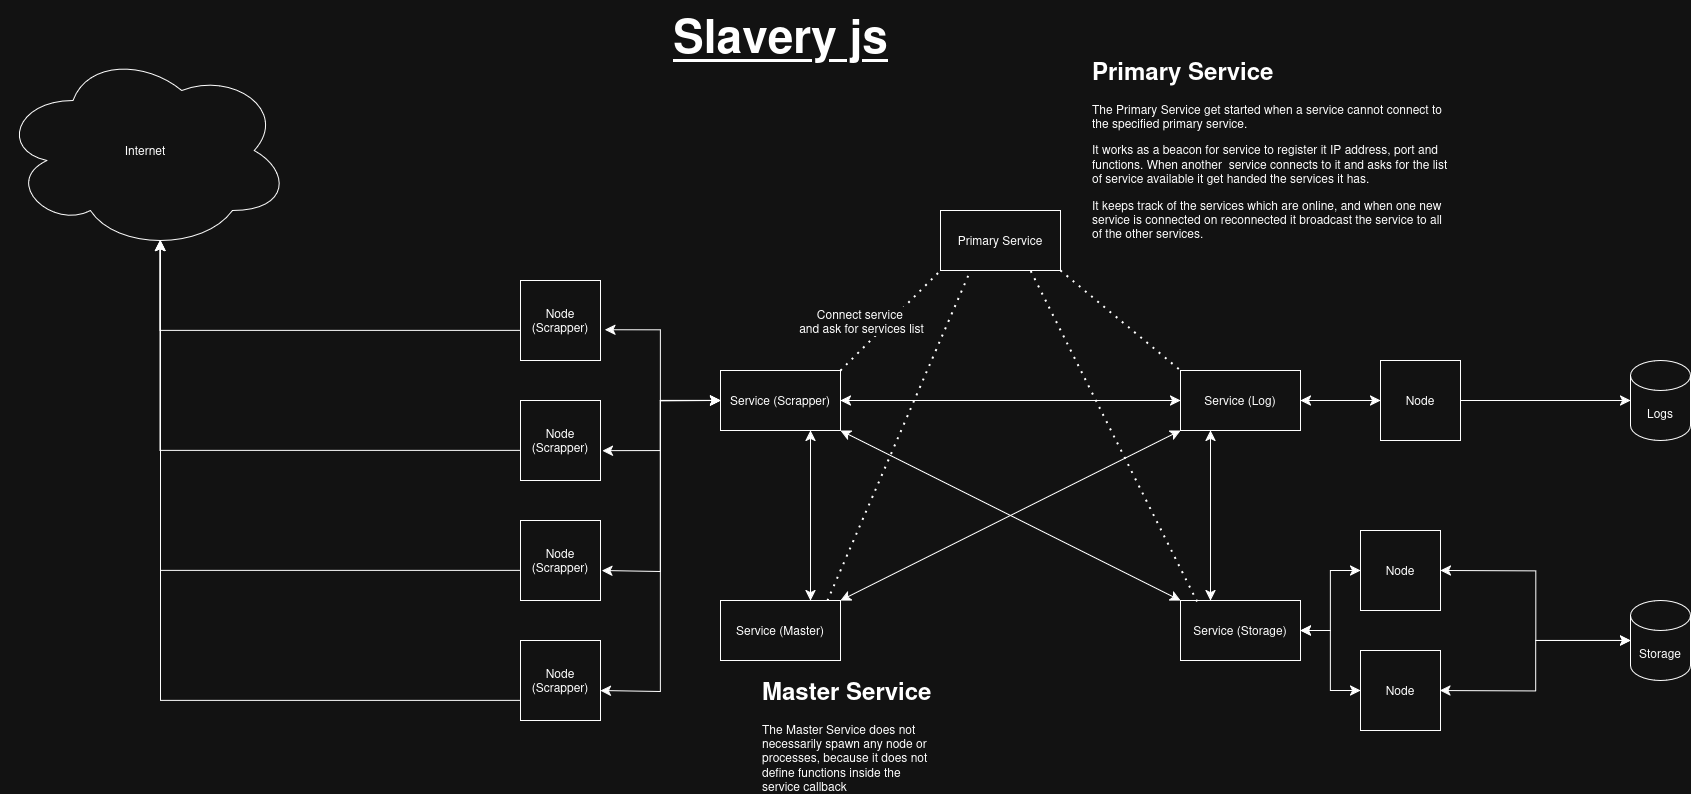 Slavery js
Primary Service
The Primary Service get started when a service cannot connect to
the specified primary service.
It works as a beacon for service to register it IP address, port and
functions. When another  service connects to it and asks for the list
of service available it get handed the services it has.
It keeps track of the services which are online, and when one new
service is connected on reconnected it broadcast the service to all
of the other services.
Internet
Primary Service
Connect service
and ask for services list
Node
(Scrapper)
Node
(Scrapper)
Node
(Scrapper)
Node
(Scrapper)
Service (Scrapper)
Service (Log)
Node
Logs
Service (Master)
Service (Storage)
Node
Node
Storage
Master Service
The Master Service does not
necessarily spawn any node or
processes, because it does not
define functions inside the
service callback